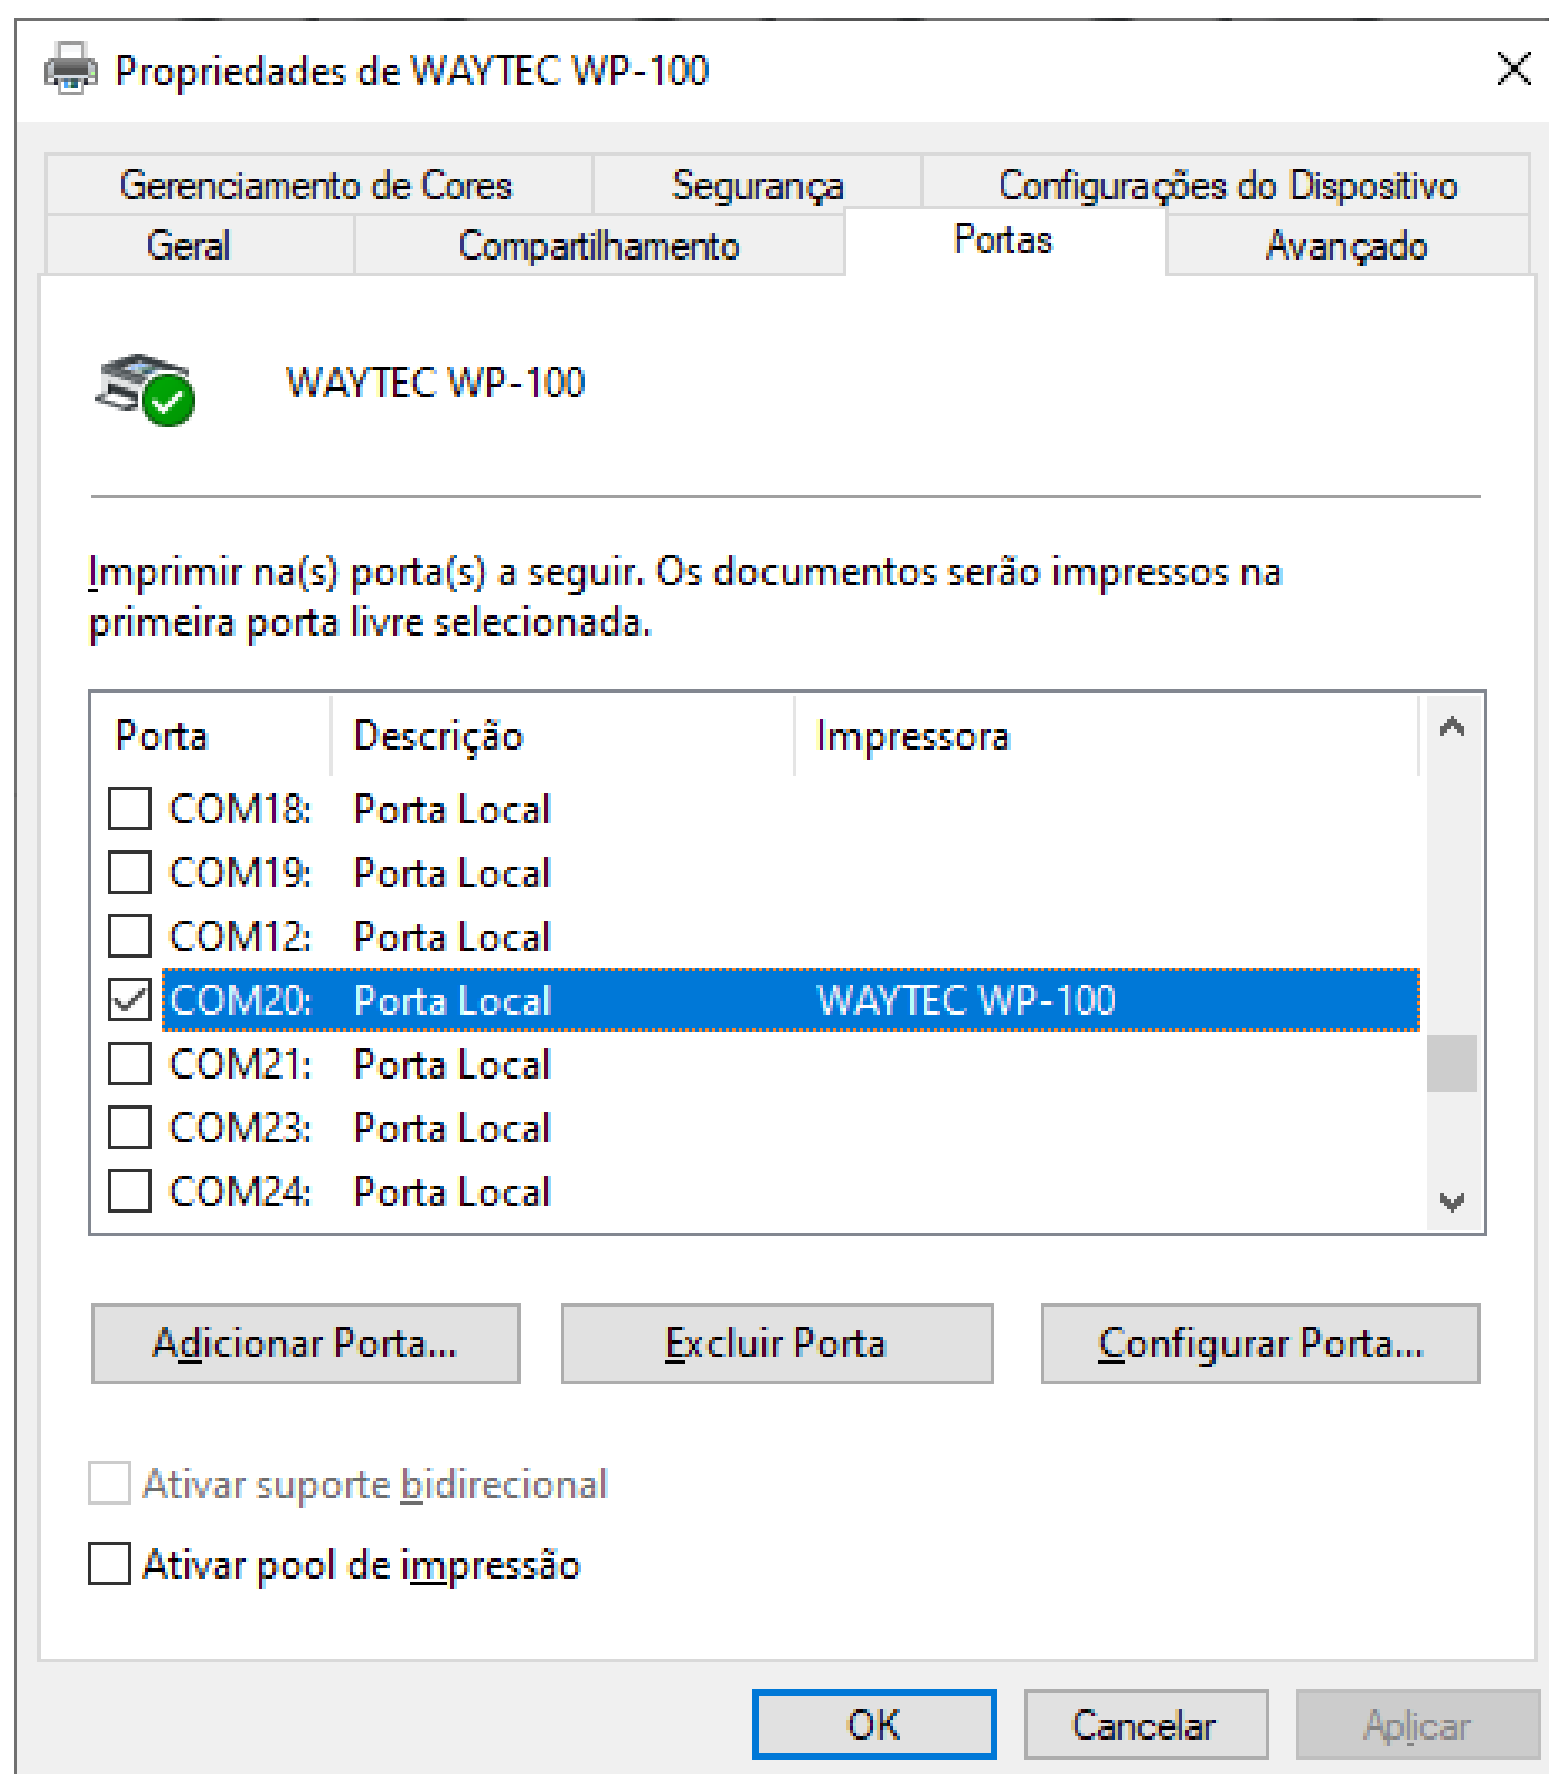 Propriedades de WAYTEC WP-100
Gerenciamento de Cores
Segurança
Configurações do Dispositivo
Geral
Compartilhamento
Portas
Avançado
WAYTEC WP-100
Imprimir na(s) porta(s) a seguir. Os documentos serão impressos na
primeira porta livre selecionada.
Porta Descrição Impressora
COM18: Porta Local
COM19: Porta Local
COM12: Porta Local
COM20: Porta Local WAYTEC WP-100
COM21: Porta Local
COM23: Porta Local
COM24: Porta Local
Adicionar Porta...
Excluir Porta
Configurar Porta...
Ativar suporte bidirecional
Ativar pool de impressão
OK
Cancelar
Aplicar